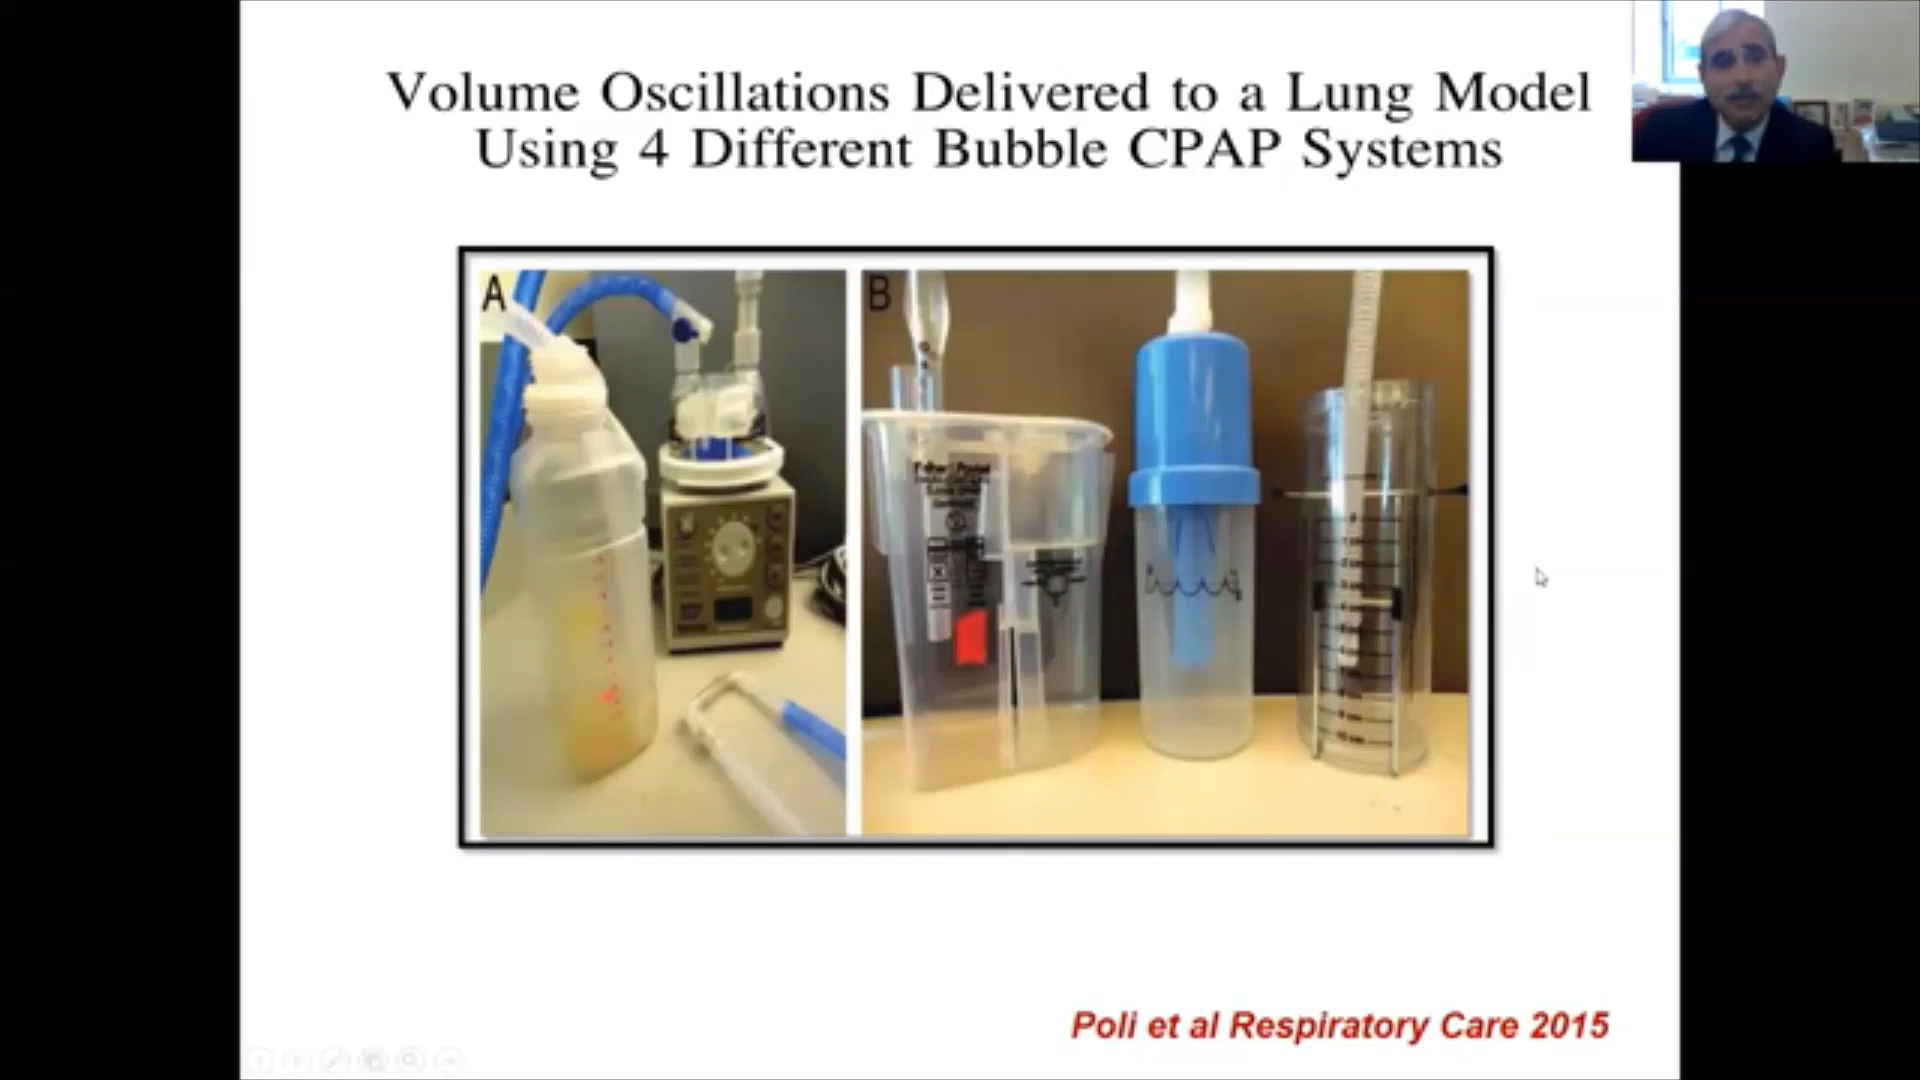 Volume Oscillations Delivered to a Lung Model
Using 4 Different Bubble CPAP Systems
A
B
Poli et al Respiratory Care 2015